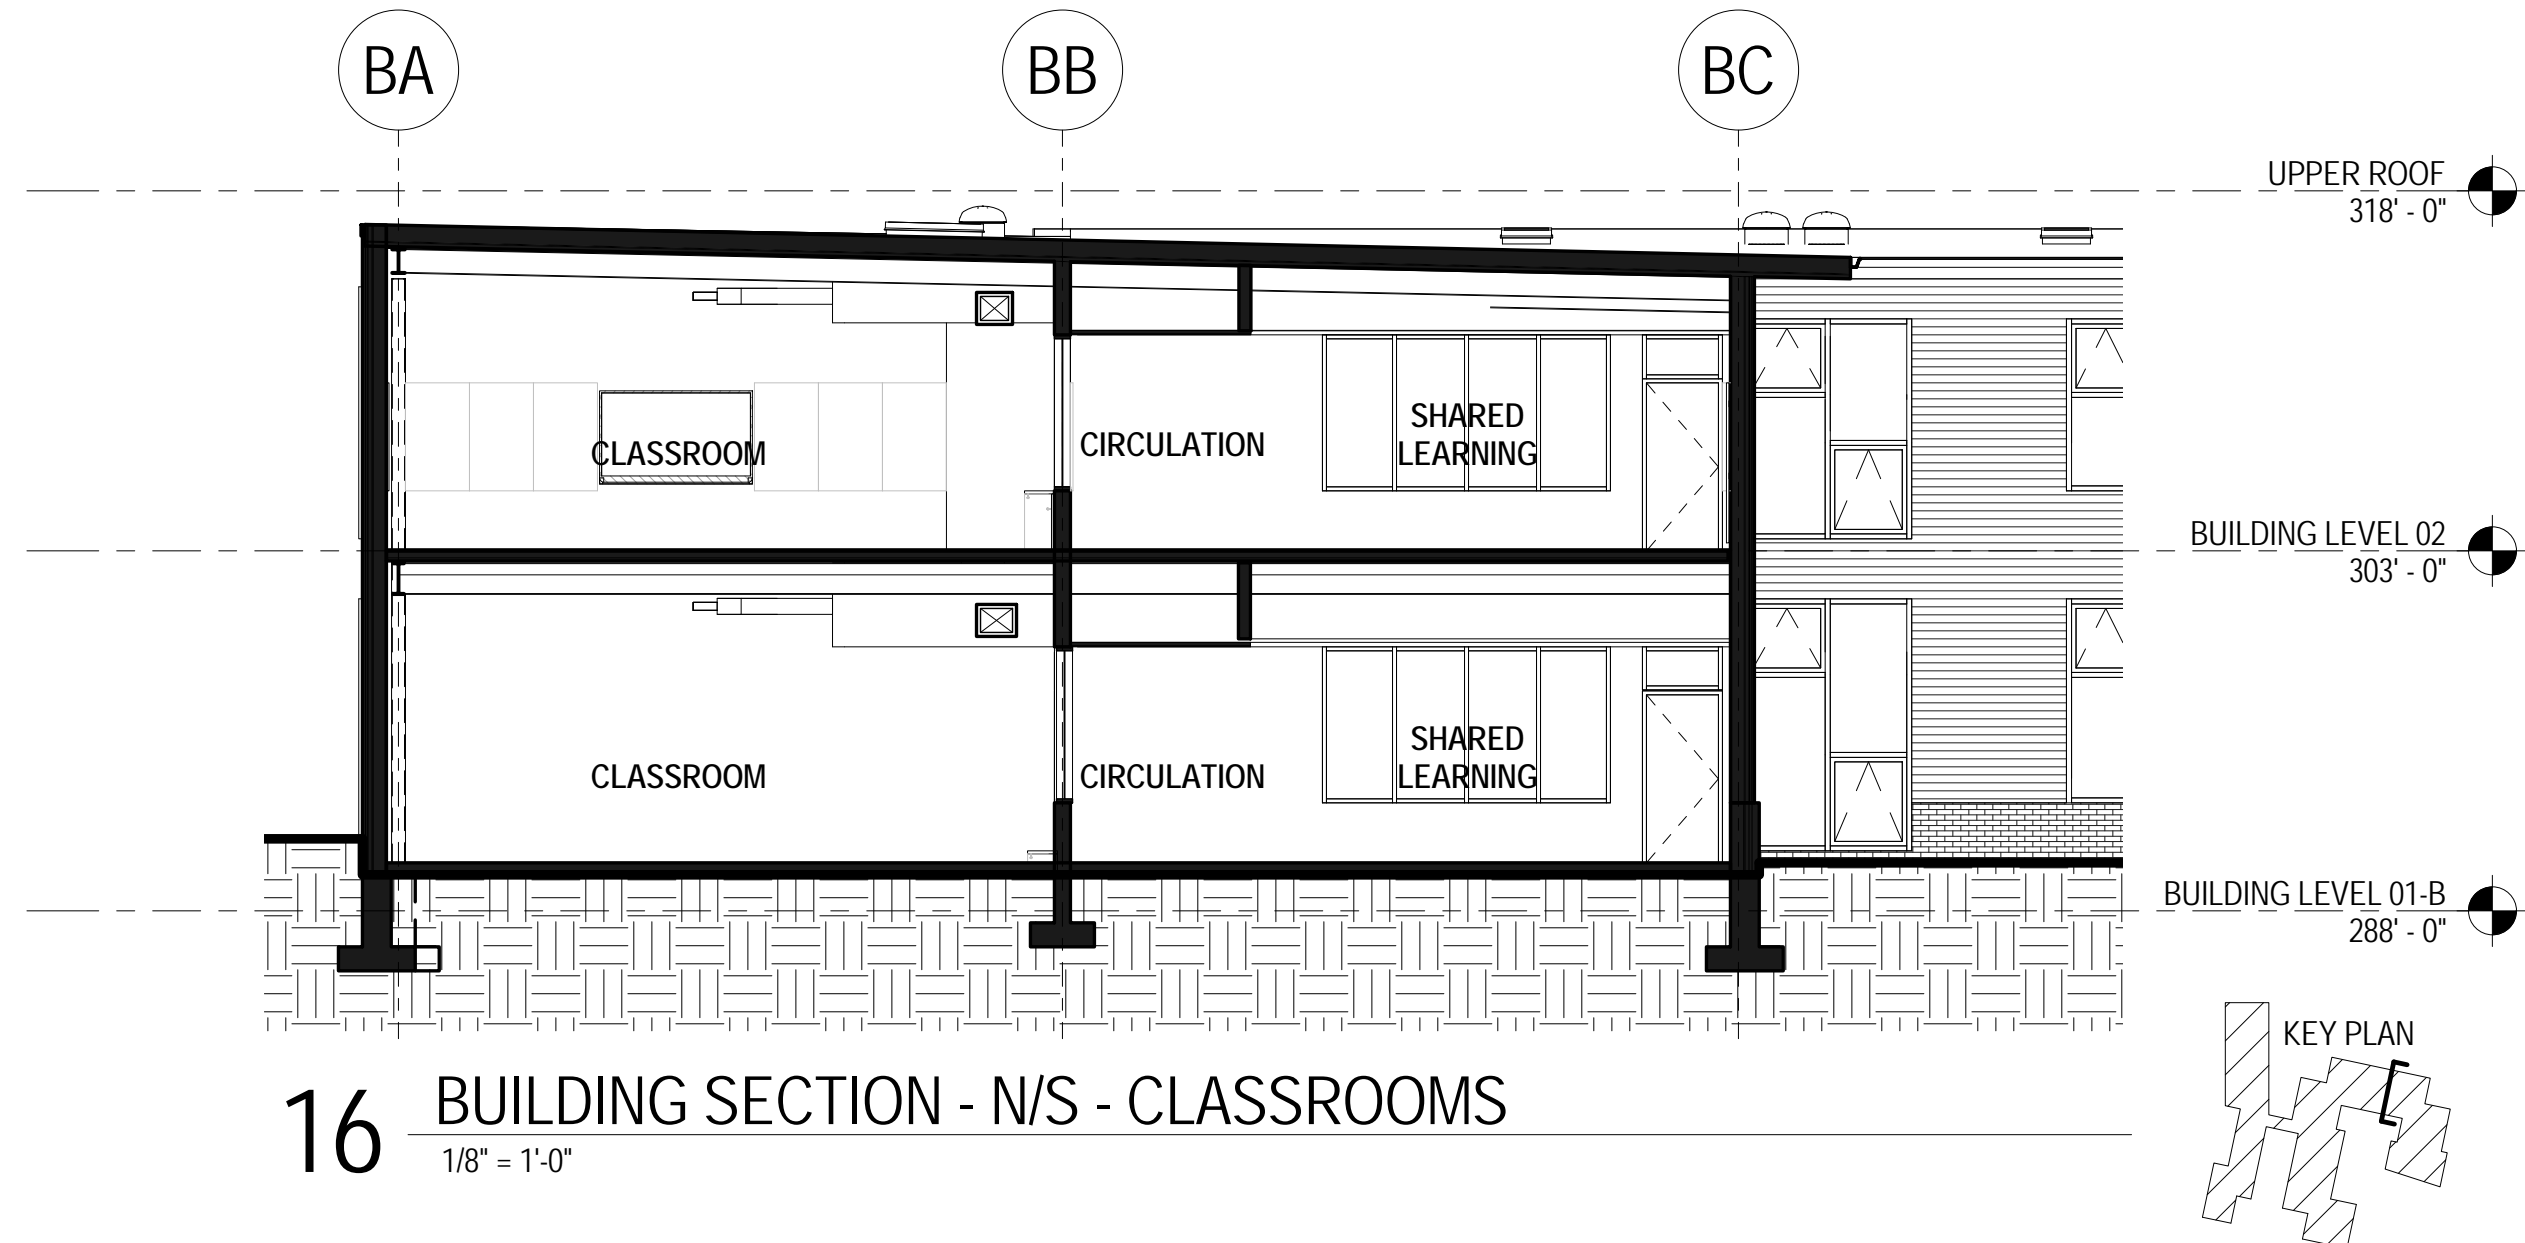 BA
BB
BC
UPPER ROOF
318' - 0"
CLASSROOM
CIRCULATION
SHARED
LEARNING
BUILDING LEVEL 02
303' - 0"
CLASSROOM
CIRCULATION
SHARED
LEARNING
BUILDING LEVEL 01-B
288' - 0"
KEY PLAN
16
BUILDING SECTION - N/S - CLASSROOMS
1/8" = 1'-0"